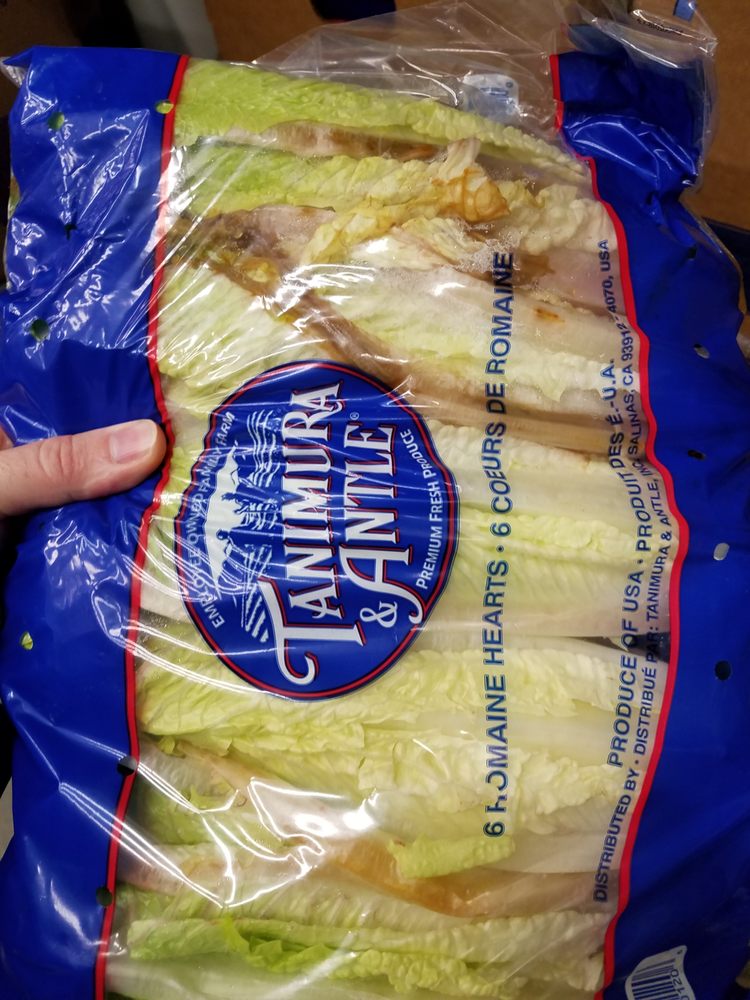 EMPLOYEE OWNED FAMILY FARM
TANIMURA
& ANTLE®
PREMIUM FRESH PRODUCE
6 ROMAINE HEARTS • 6 COEURS DE ROMAINE
PRODUCE OF USA • PRODUIT DES É.-U.A.
DISTRIBUTED BY • DISTRIBUÉ PAR: TANIMURA & ANTLE, INC. SALINAS, CA 93912-4070, USA